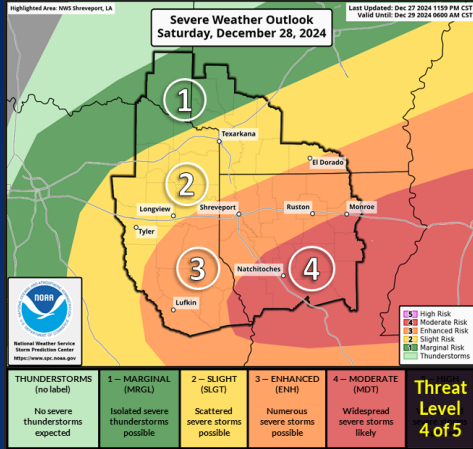 Highlighted Area: NWS Shreveport, LA
Severe Weather Outlook
Saturday, December 28, 2024
Last Updated: Dec 27 2024 1159 PM CST
Valid Until: Dec 29 2024 0600 AM CST
1
Texarkana
El Dorado
2
Longview
Shreveport
Ruston
Monroe
Tyler
3
Natchitoches
4
Lufkin
NOAA
National Weather Service
Storm Prediction Center
https://www.spc.noaa.gov
5 High Risk
4 Moderate Risk
3 Enhanced Risk
2 Slight Risk
1 Marginal Risk
Thunderstorms
THUNDERSTORMS
(no label)
No severe
thunderstorms
expected
1 — MARGINAL
(MRGL)
Isolated severe
thunderstorms
possible
2 — SLIGHT
(SLGT)
Scattered
severe storms
possible
3 — ENHANCED
(ENH)
Numerous
severe storms
possible
4 — MODERATE
(MDT)
Widespread
severe storms
likely
Threat
Level
4 of 5